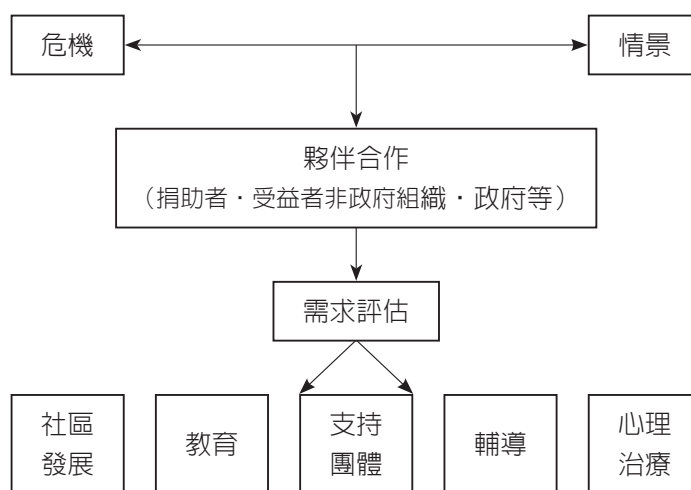 危機
情景
夥伴合作
（捐助者·受益者非政府組織·政府等）
需求評估
社區
發展
教育
支持
團體
輔導
心理
治療